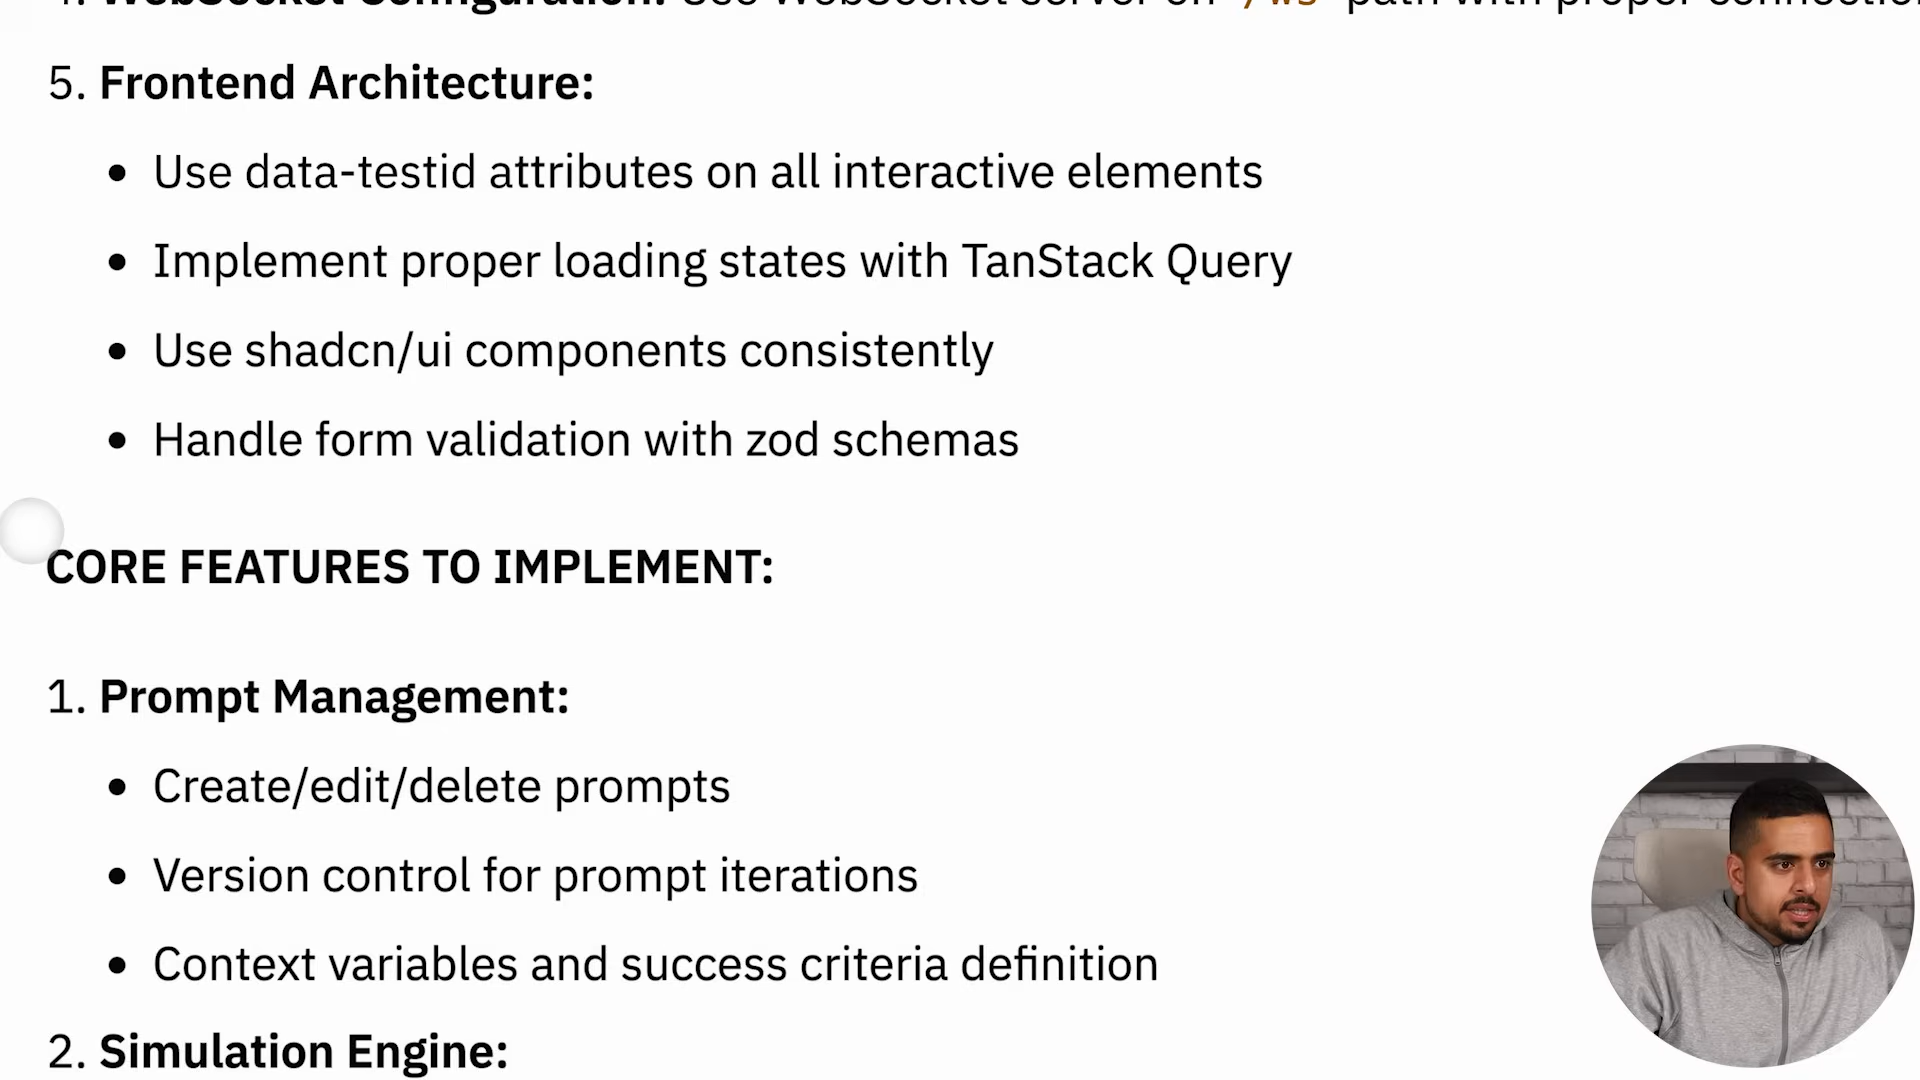 4. WebSocket Configuration: Use WebSocket server on /ws path with proper connection
5. Frontend Architecture:
• Use data-testid attributes on all interactive elements
• Implement proper loading states with TanStack Query
• Use shadcn/ui components consistently
• Handle form validation with zod schemas
CORE FEATURES TO IMPLEMENT:
1. Prompt Management:
• Create/edit/delete prompts
• Version control for prompt iterations
• Context variables and success criteria definition
2. Simulation Engine: